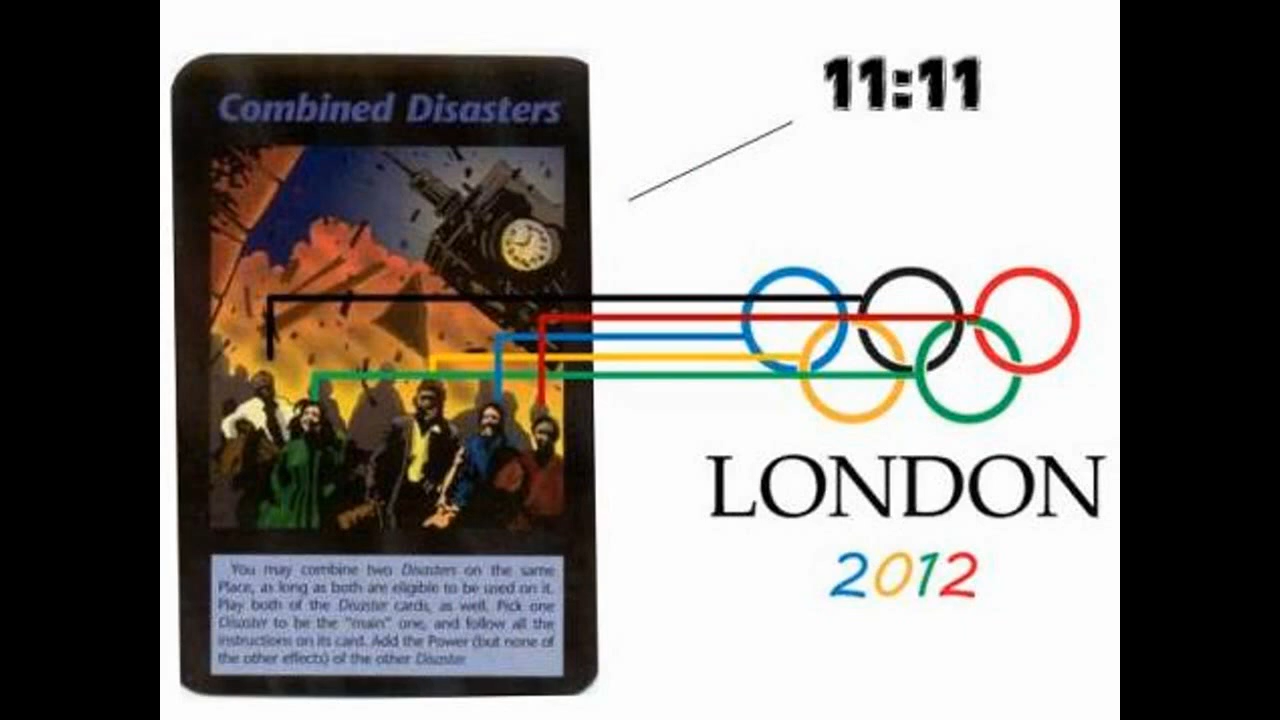 Combined Disasters
You may combine two Disasters on the same
Place, as long as both are eligible to be used on it.
Play both of the Disaster cards, as well. Pick one
Disaster to be the "main" one, and follow all the
instructions on its card. Add the Power (but none of
the other effects) of the other Disaster
11:11
LONDON
2012